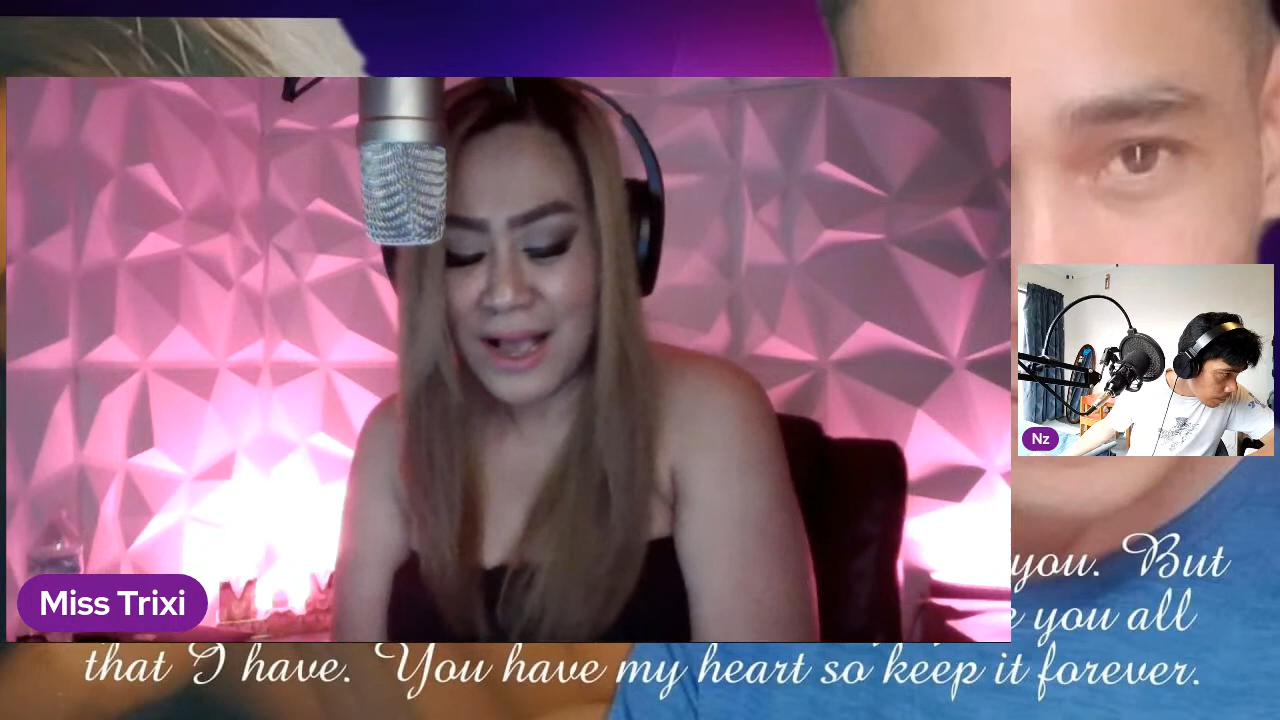 Nz
you. But
you all
Miss Trixi
that I have. You have my heart so keep it forever.